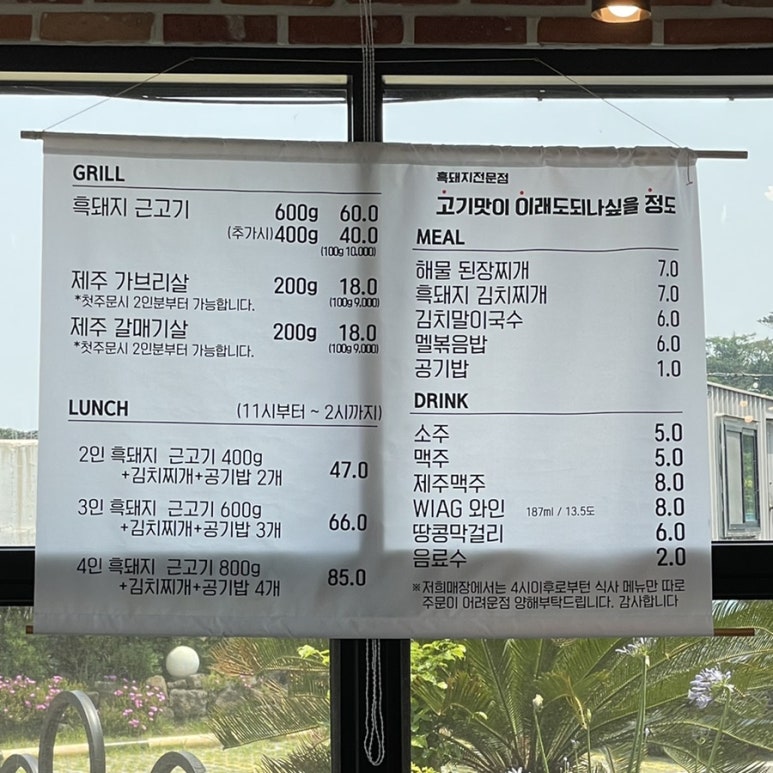 GRILL
흑돼지 근고기 600g 60.0
(추가시)400g 40.0
(100g 10,000)
제주 가브리살 200g 18.0
*첫주문시 2인분부터 가능합니다. (100g 9,000)
제주 갈매기살 200g 18.0
*첫주문시 2인분부터 가능합니다. (100g 9,000)
LUNCH (11시부터 ~ 2시까지)
2인 흑돼지 근고기 400g
+김치찌개+공기밥 2개 47.0
3인 흑돼지 근고기 600g
+김치찌개+공기밥 3개 66.0
4인 흑돼지 근고기 800g
+김치찌개+공기밥 4개 85.0
흑돼지전문점
고기맛이 이래도되나싶을 정도
MEAL
해물 된장찌개 7.0
흑돼지 김치찌개 7.0
김치말이국수 6.0
멜볶음밥 6.0
공기밥 1.0
DRINK
소주 5.0
맥주 5.0
제주맥주 8.0
WIAG 와인 187ml / 13.5도 8.0
땅콩막걸리 6.0
음료수 2.0
※저희매장에서는 4시이후로부턴 식사 메뉴만 따로
주문이 어려운점 양해부탁드립니다. 감사합니다